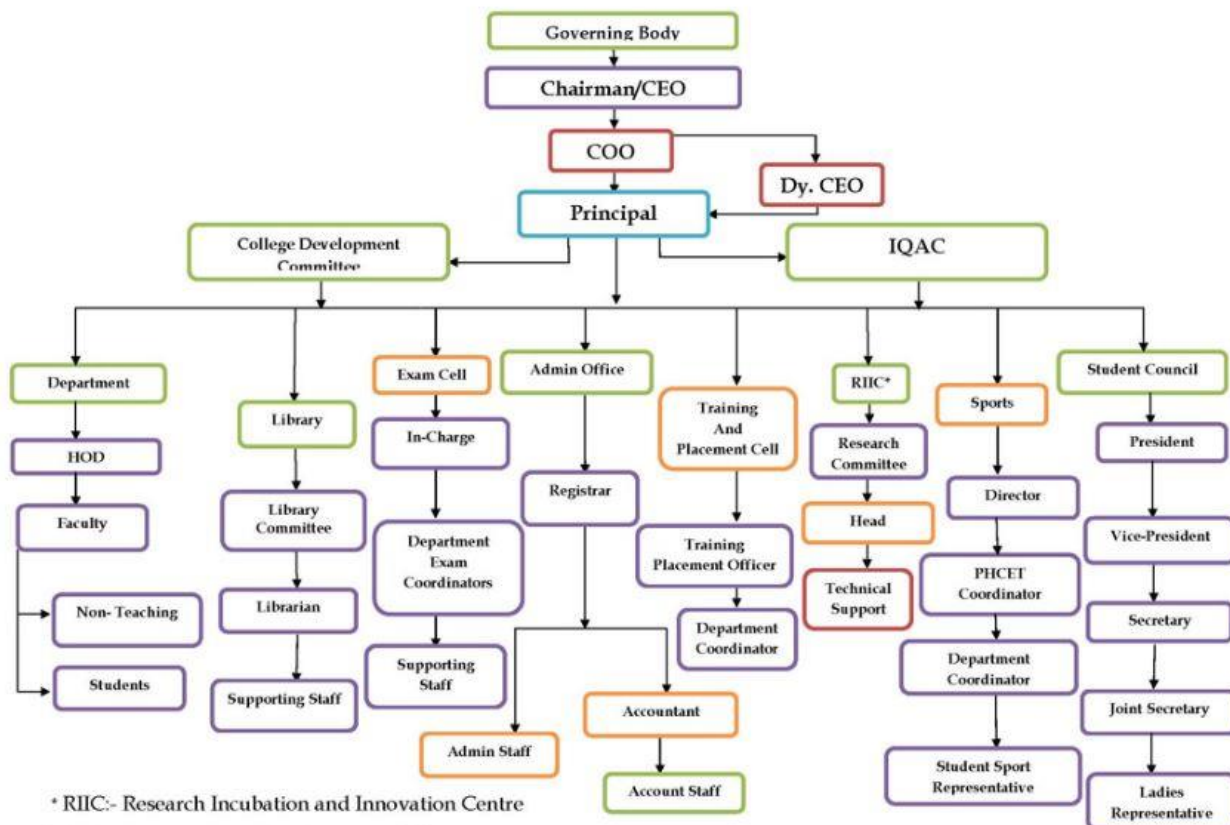 Governing Body
Chairman/CEO
COO
Dy. CEO
Principal
College Development
Committee
IQAC
Department
HOD
Faculty
Non- Teaching
Students
Library
Library
Committee
Librarian
Supporting Staff
Exam Cell
In-Charge
Department
Exam
Coordinators
Supporting
Staff
Admin Office
Registrar
Admin Staff
Accountant
Account Staff
Training
And
Placement Cell
Training
Placement Officer
Department
Coordinator
RIIC*
Research
Committee
Head
Technical
Support
Sports
Director
PHCET
Coordinator
Department
Coordinator
Student Sport
Representative
Student Council
President
Vice-President
Secretary
Joint Secretary
Ladies
Representative
* RIIC:- Research Incubation and Innovation Centre